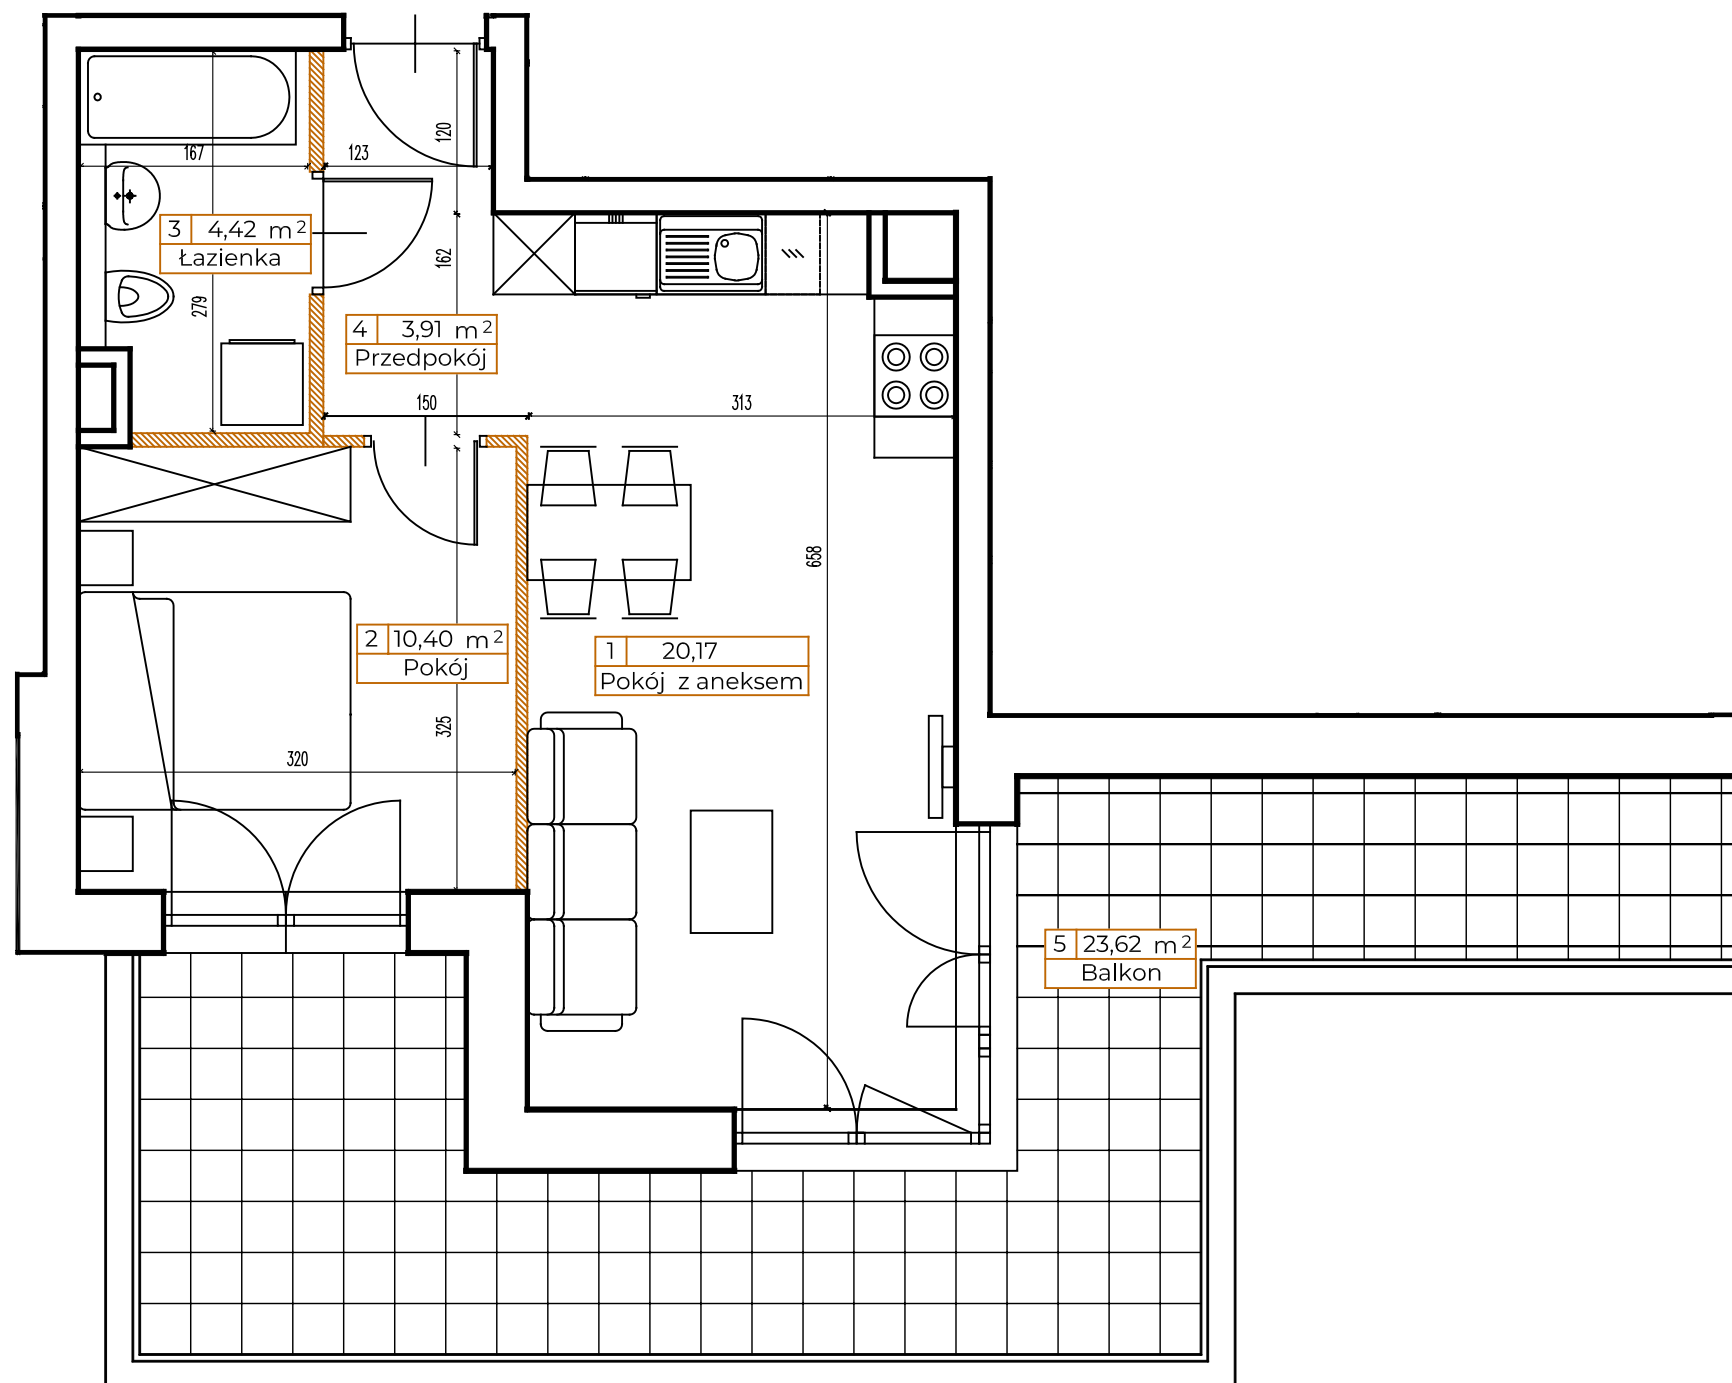 120
167
123
3 4,42 m²
Łazienka
162
279
4 3,91 m²
Przedpokój
150
313
658
2 10,40 m²
Pokój
1 20,17
Pokój z aneksem
325
320
5 23,62 m²
Balkon